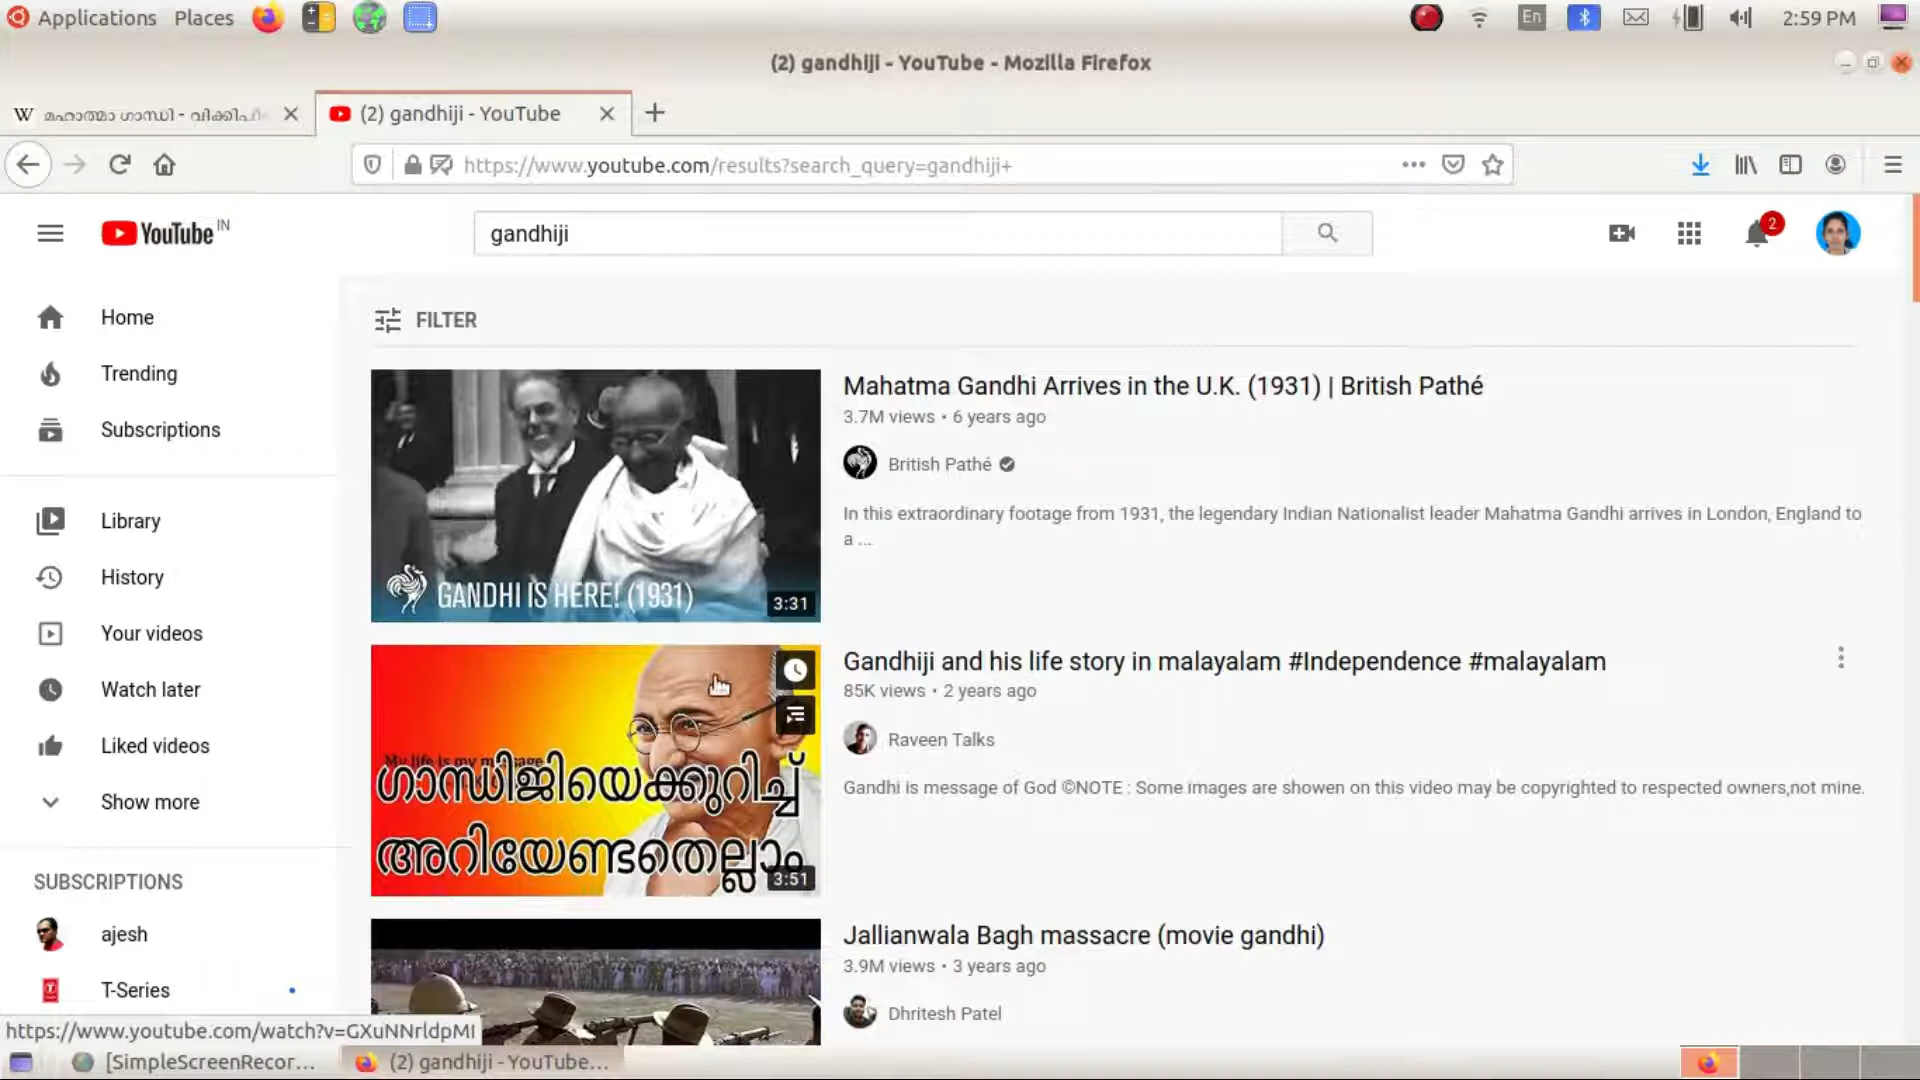 Applications Places En 2:59 PM
(2) gandhiji - YouTube - Mozilla Firefox
W മഹാത്മാ ഗാന്ധി - വിക്കിപീ
(2) gandhiji - YouTube
https://www.youtube.com/results?search_query=gandhiji+
YouTube IN
gandhiji
2
Home
Trending
Subscriptions
Library
History
Your videos
Watch later
Liked videos
Show more
SUBSCRIPTIONS
ajesh
T-Series
FILTER
GANDHI IS HERE! (1931)
3:31
Mahatma Gandhi Arrives in the U.K. (1931) | British Pathé
3.7M views • 6 years ago
British Pathé
In this extraordinary footage from 1931, the legendary Indian Nationalist leader Mahatma Gandhi arrives in London, England to
a ...
My life is my message
ഗാന്ധിജിയെക്കുറിച്ച്
അറിയേണ്ടതെല്ലാം
3:51
Gandhiji and his life story in malayalam #Independence #malayalam
85K views • 2 years ago
Raveen Talks
Gandhi is message of God ©NOTE : Some images are showen on this video may be copyrighted to respected owners,not mine.
Jallianwala Bagh massacre (movie gandhi)
3.9M views • 3 years ago
Dhritesh Patel
https://www.youtube.com/watch?v=GXuNNrldpMI
[SimpleScreenRecor...
(2) gandhiji - YouTube...